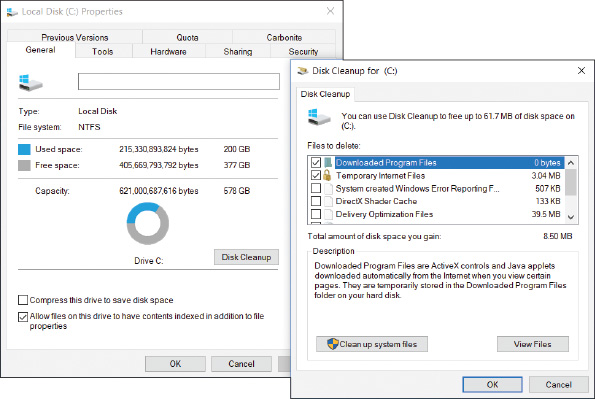 Local Disk (C:) Properties
Previous Versions
Quota
Carbonite
General
Tools
Hardware
Sharing
Security
Type:
Local Disk
File system:
NTFS
Used space:
215,330,893,824 bytes
200 GB
Free space:
405,669,793,792 bytes
377 GB
Capacity:
621,000,687,616 bytes
578 GB
Drive C:
Disk Cleanup
Compress this drive to save disk space
Allow files on this drive to have contents indexed in addition to file
properties
OK
Cancel
Disk Cleanup for (C:)
Disk Cleanup
You can use Disk Cleanup to free up to 61.7 MB of disk space on
(C:).
Files to delete:
Downloaded Program Files
0 bytes
Temporary Internet Files
3.04 MB
System created Windows Error Reporting F...
507 KB
DirectX Shader Cache
133 KB
Delivery Optimization Files
39.5 MB
Total amount of disk space you gain:
8.50 MB
Description
Downloaded Program Files are ActiveX controls and Java applets
downloaded automatically from the Internet when you view certain
pages. They are temporarily stored in the Downloaded Program Files
folder on your hard disk.
Clean up system files
View Files
OK
Cancel